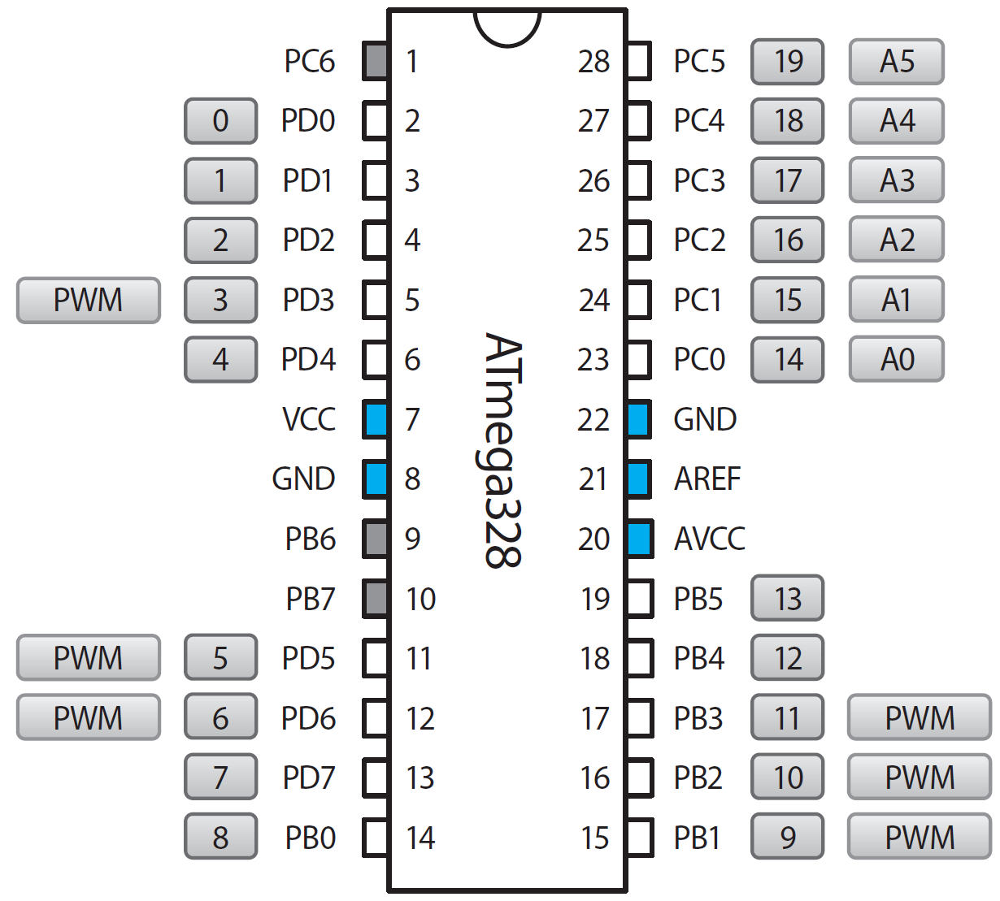 PC6 1 28 PC5 19 A5
0 PD0 2 27 PC4 18 A4
1 PD1 3 26 PC3 17 A3
2 PD2 4 25 PC2 16 A2
PWM 3 PD3 5 24 PC1 15 A1
4 PD4 6 23 PC0 14 A0
VCC 7 22 GND
GND 8 21 AREF
PB6 9 20 AVCC
PB7 10 19 PB5 13
PWM 5 PD5 11 18 PB4 12
PWM 6 PD6 12 17 PB3 11 PWM
7 PD7 13 16 PB2 10 PWM
8 PB0 14 15 PB1 9 PWM
ATmega328